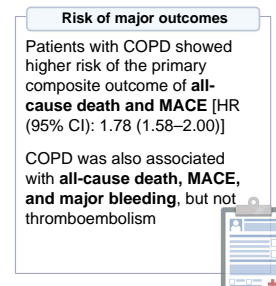 Risk of major outcomes
Patients with COPD showed
higher risk of the primary
composite outcome of all-
cause death and MACE [HR
(95% CI): 1.78 (1.58–2.00)]
COPD was also associated
with all-cause death, MACE,
and major bleeding, but not
thromboembolism